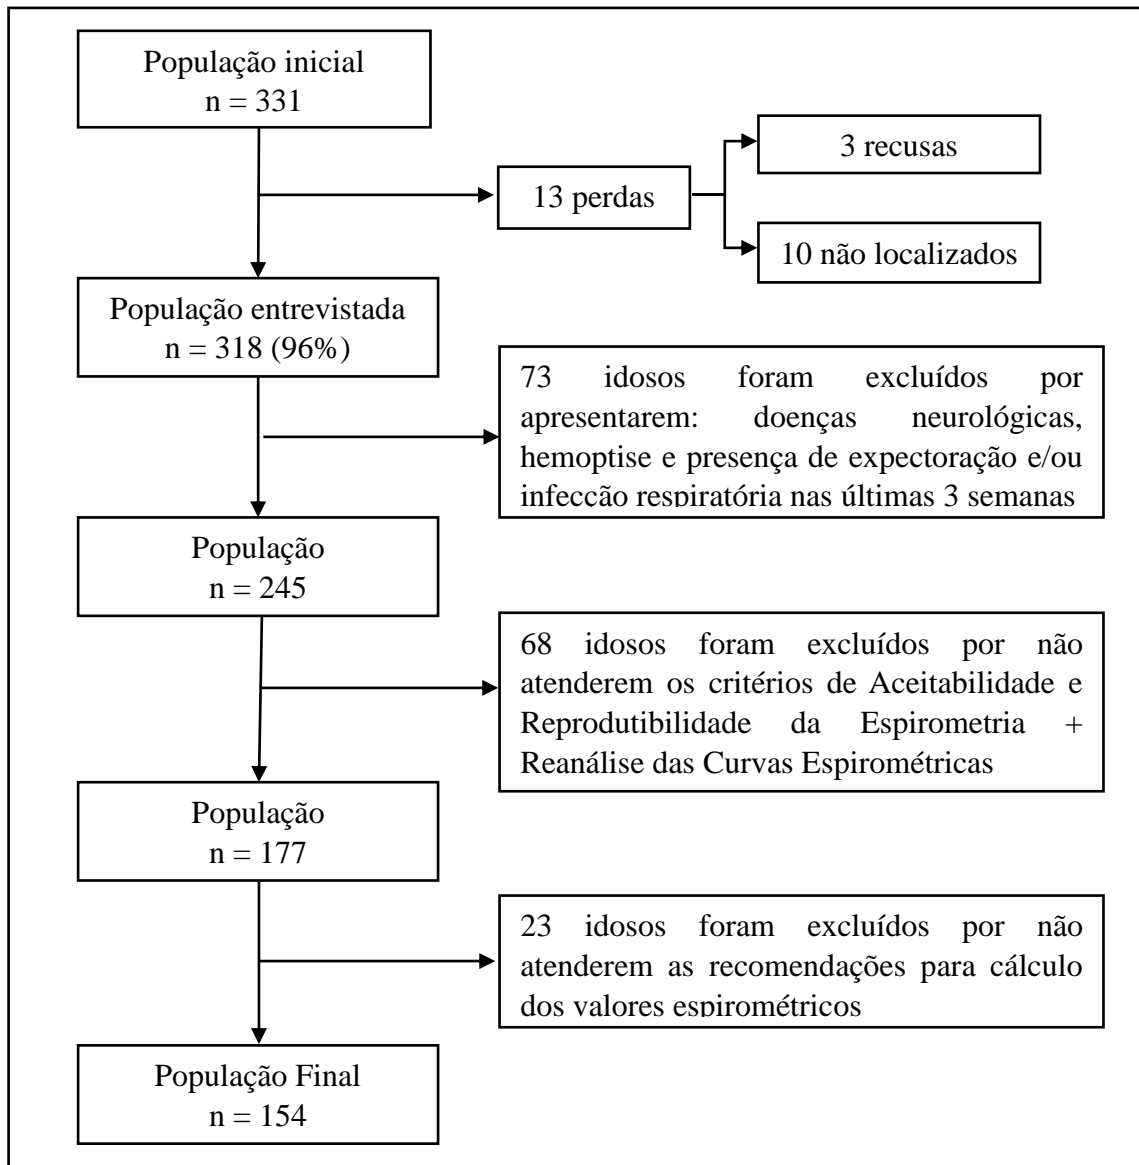 População inicial
n = 331
3 recusas
13 perdas
10 não localizados
População entrevistada
n = 318 (96%)
73 idosos foram excluídos por
apresentarem: doenças neurológicas,
hemoptise e presença de expectoração e/ou
infecção respiratória nas últimas 3 semanas
População
n = 245
68 idosos foram excluídos por não
atenderem os critérios de Aceitabilidade e
Reprodutibilidade da Espirometria +
Reanálise das Curvas Espirométricas
População
n = 177
23 idosos foram excluídos por não
atenderem as recomendações para cálculo
dos valores espirométricos
População Final
n = 154